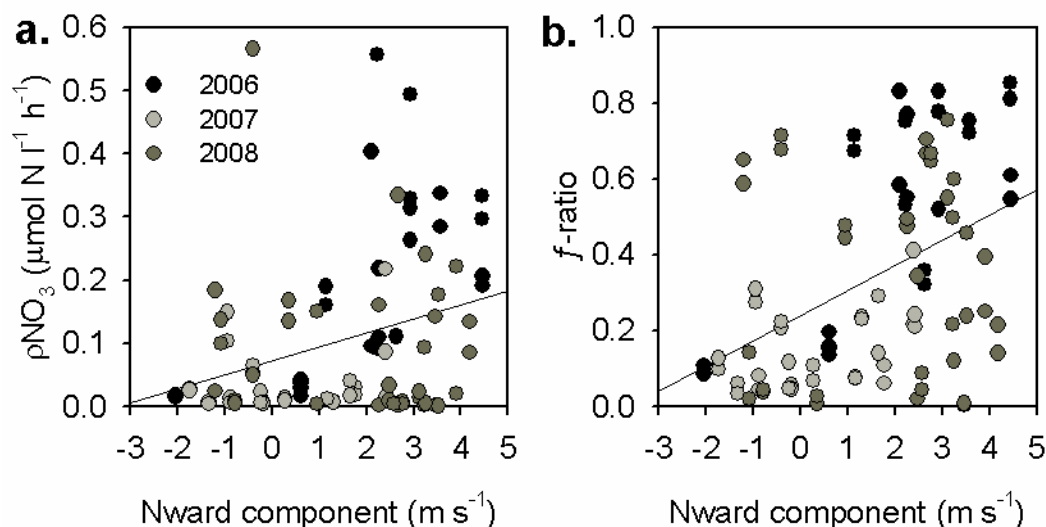 a.
0.6
0.5
0.4
0.3
0.2
0.1
0.0
ρNO₃ (μmol N l⁻¹ h⁻¹)
2006
2007
2008
-3 -2 -1 0 1 2 3 4 5
Nward component (m s⁻¹)
b.
1.0
0.8
0.6
0.4
0.2
0.0
f-ratio
-3 -2 -1 0 1 2 3 4 5
Nward component (m s⁻¹)